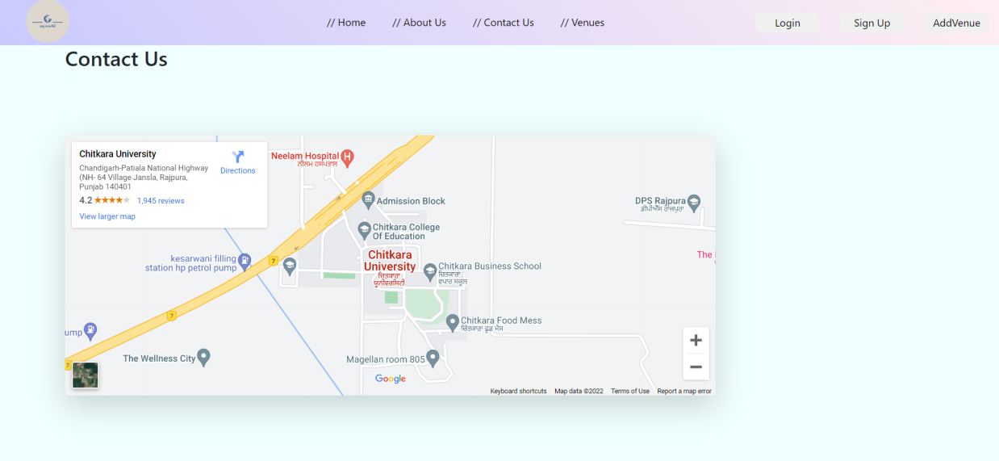 my world
// Home
// About Us
// Contact Us
// Venues
Login
Sign Up
AddVenue
Contact Us
Chitkara University
Chandigarh-Patiala National Highway
(NH- 64 Village Jansla, Rajpura,
Punjab 140401
4.2
1,945 reviews
View larger map
Directions
Neelam Hospital
ਨੀਲਮ ਹਸਪਤਾਲ
H
Admission Block
DPS Rajpura
ਡੀਪੀਐਸ ਰਾਜਪੁਰਾ
Chitkara College
Of Education
kesarwani filling
station hp petrol pump
7
Chitkara
University
ਚਿਤਕਾਰਾ
ਯੂਨੀਵਰਸਿਟੀ
Chitkara Business School
ਚਿਤਕਾਰਾ
ਵਪਾਰ ਸਕੂਲ
The
7
Chitkara Food Mess
ਚਿੱਤਕਾਰਾ ਫੂਡ ਮੈਸ
ump
The Wellness City
Magellan room 805
7
Google
Keyboard shortcuts
Map data ©2022
Terms of Use
Report a map error